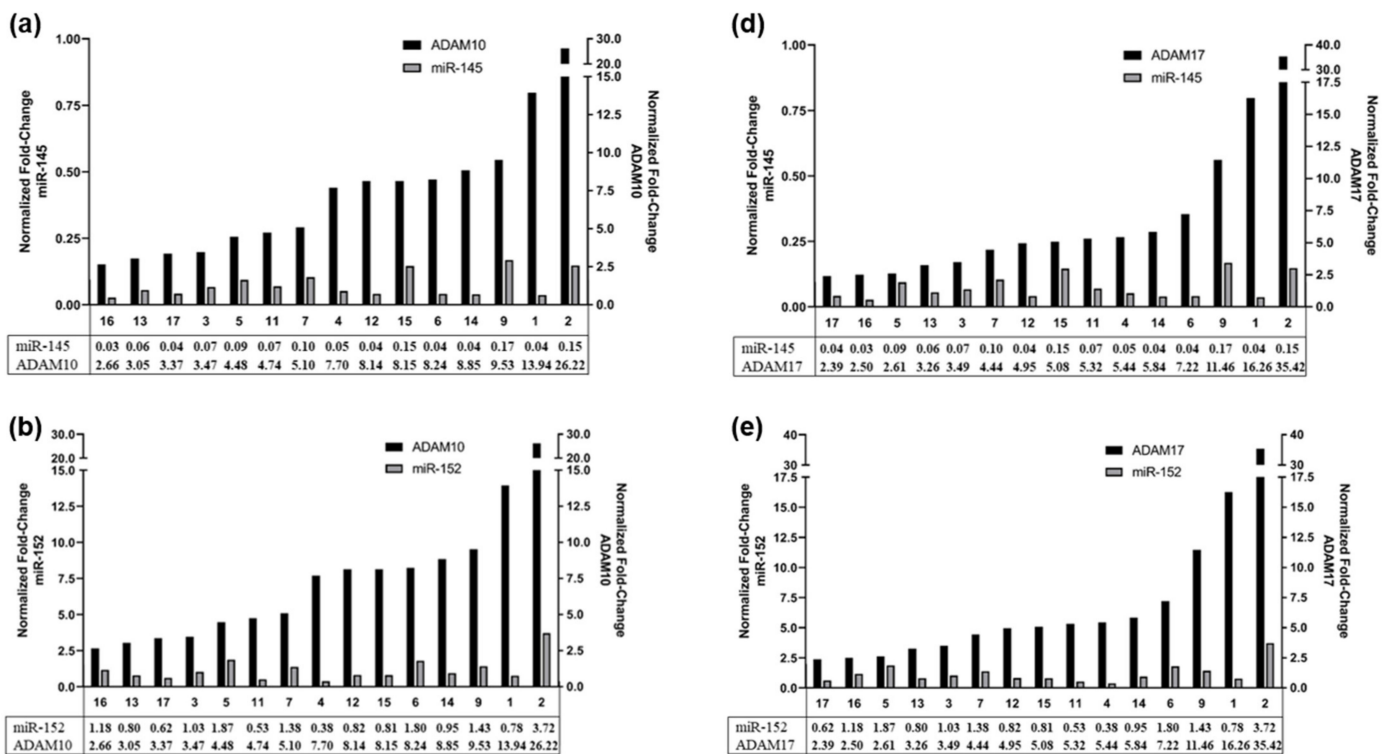 (a)
ADAM10
miR-145
Normalized Fold-Change
miR-145
1.00
0.75
0.50
0.25
0.00
30.0
20.0
15.0
12.5
10.0
7.5
5.0
2.5
0.0
Normalized Fold-Change
ADAM10
16 13 17 3 5 11 7 4 12 15 6 14 9 1 2
miR-145 0.03 0.06 0.04 0.07 0.09 0.07 0.10 0.05 0.04 0.15 0.04 0.04 0.17 0.04 0.15
ADAM10 2.66 3.05 3.37 3.47 4.48 4.74 5.10 7.70 8.14 8.15 8.24 8.85 9.53 13.94 26.22
(d)
ADAM17
miR-145
Normalized Fold-Change
miR-145
1.00
0.75
0.50
0.25
0.00
40.0
30.0
17.5
15.0
12.5
10.0
7.5
5.0
2.5
0.0
Normalized Fold-Change
ADAM17
17 16 5 13 3 7 12 15 11 4 14 6 9 1 2
miR-145 0.04 0.03 0.09 0.06 0.07 0.10 0.04 0.15 0.07 0.05 0.04 0.04 0.17 0.04 0.15
ADAM17 2.39 2.50 2.61 3.26 3.49 4.44 4.95 5.08 5.32 5.44 5.84 7.22 11.46 16.26 35.42
(b)
ADAM10
miR-152
Normalized Fold-Change
miR-152
30.0
20.0
15.0
10.0
7.5
5.0
2.5
0.0
30.0
20.0
15.0
10.0
7.5
5.0
2.5
0.0
Normalized Fold-Change
ADAM10
16 13 17 3 5 11 7 4 12 15 6 14 9 1 2
miR-152 1.18 0.80 0.62 1.03 1.87 0.53 1.38 0.38 0.82 0.81 1.80 0.95 1.43 0.78 3.72
ADAM10 2.66 3.05 3.37 3.47 4.48 4.74 5.10 7.70 8.14 8.15 8.24 8.85 9.53 13.94 26.22
(e)
ADAM17
miR-152
Normalized Fold-Change
miR-152
40
30
17.5
15.0
12.5
10.0
7.5
5.0
2.5
0.0
40
30
17.5
15.0
12.5
10.0
7.5
5.0
2.5
0.0
Normalized Fold-Change
ADAM17
17 16 5 13 3 7 12 15 11 4 14 6 9 1 2
miR-152 0.62 1.18 1.87 0.80 1.03 1.38 0.82 0.81 0.53 0.38 0.95 1.80 1.43 0.78 3.72
ADAM17 2.39 2.50 2.61 3.26 3.49 4.44 4.95 5.08 5.32 5.44 5.84 7.22 11.46 16.26 35.42